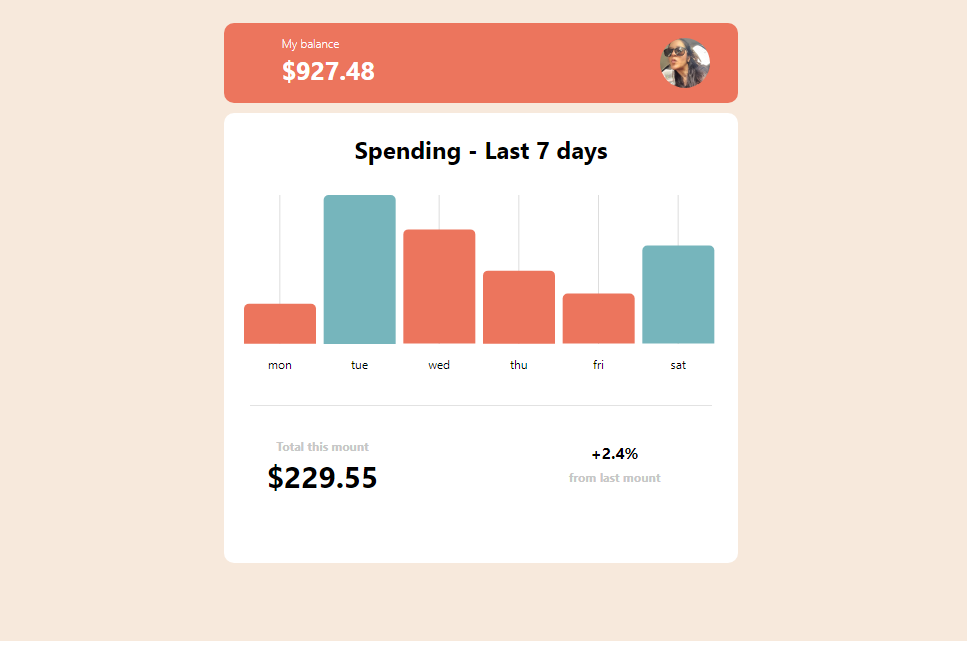 My balance
$927.48
Spending - Last 7 days
mon tue wed thu fri sat
Total this mount
$229.55
+2.4%
from last mount